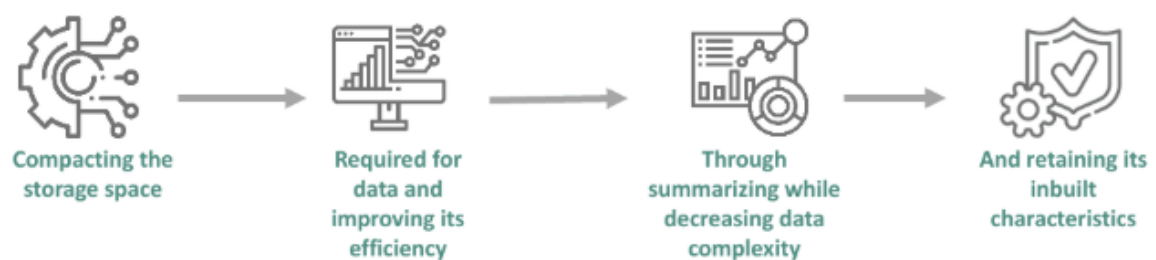 Compacting the
storage space
Required for
data and
improving its
efficiency
Through
summarizing while
decreasing data
complexity
And retaining its
inbuilt
characteristics